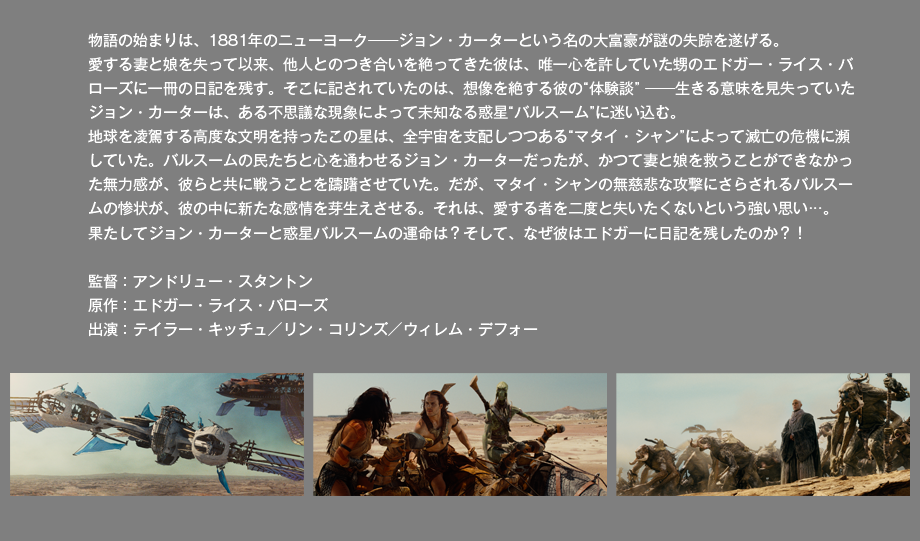 物語の始まりは、1881年のニューヨーク──ジョン・カーターという名の大富豪が謎の失踪を遂げる。
愛する妻と娘を失って以来、他人とのつき合いを絶ってきた彼は、唯一心を許していた甥のエドガー・ライス・バ
ローズに一冊の日記を残す。そこに記されていたのは、想像を絶する彼の“体験談” ──生きる意味を見失っていた
ジョン・カーターは、ある不思議な現象によって未知なる惑星“バルスーム”に迷い込む。
地球を凌駕する高度な文明を持ったこの星は、全宇宙を支配しつつある“マタイ・シャン”によって滅亡の危機に瀕
していた。バルスームの民たちと心を通わせるジョン・カーターだったが、かつて妻と娘を救うことができなかっ
た無力感が、彼らと共に戦うことを躊躇させていた。だが、マタイ・シャンの無慈悲な攻撃にさらされるバルスー
ムの惨状が、彼の中に新たな感情を芽生えさせる。それは、愛する者を二度と失いたくないという強い思い…。
果たしてジョン・カーターと惑星バルスームの運命は？そして、なぜ彼はエドガーに日記を残したのか？！
監督：アンドリュー・スタントン
原作：エドガー・ライス・バローズ
出演：テイラー・キッチュ／リン・コリンズ／ウィレム・デフォー